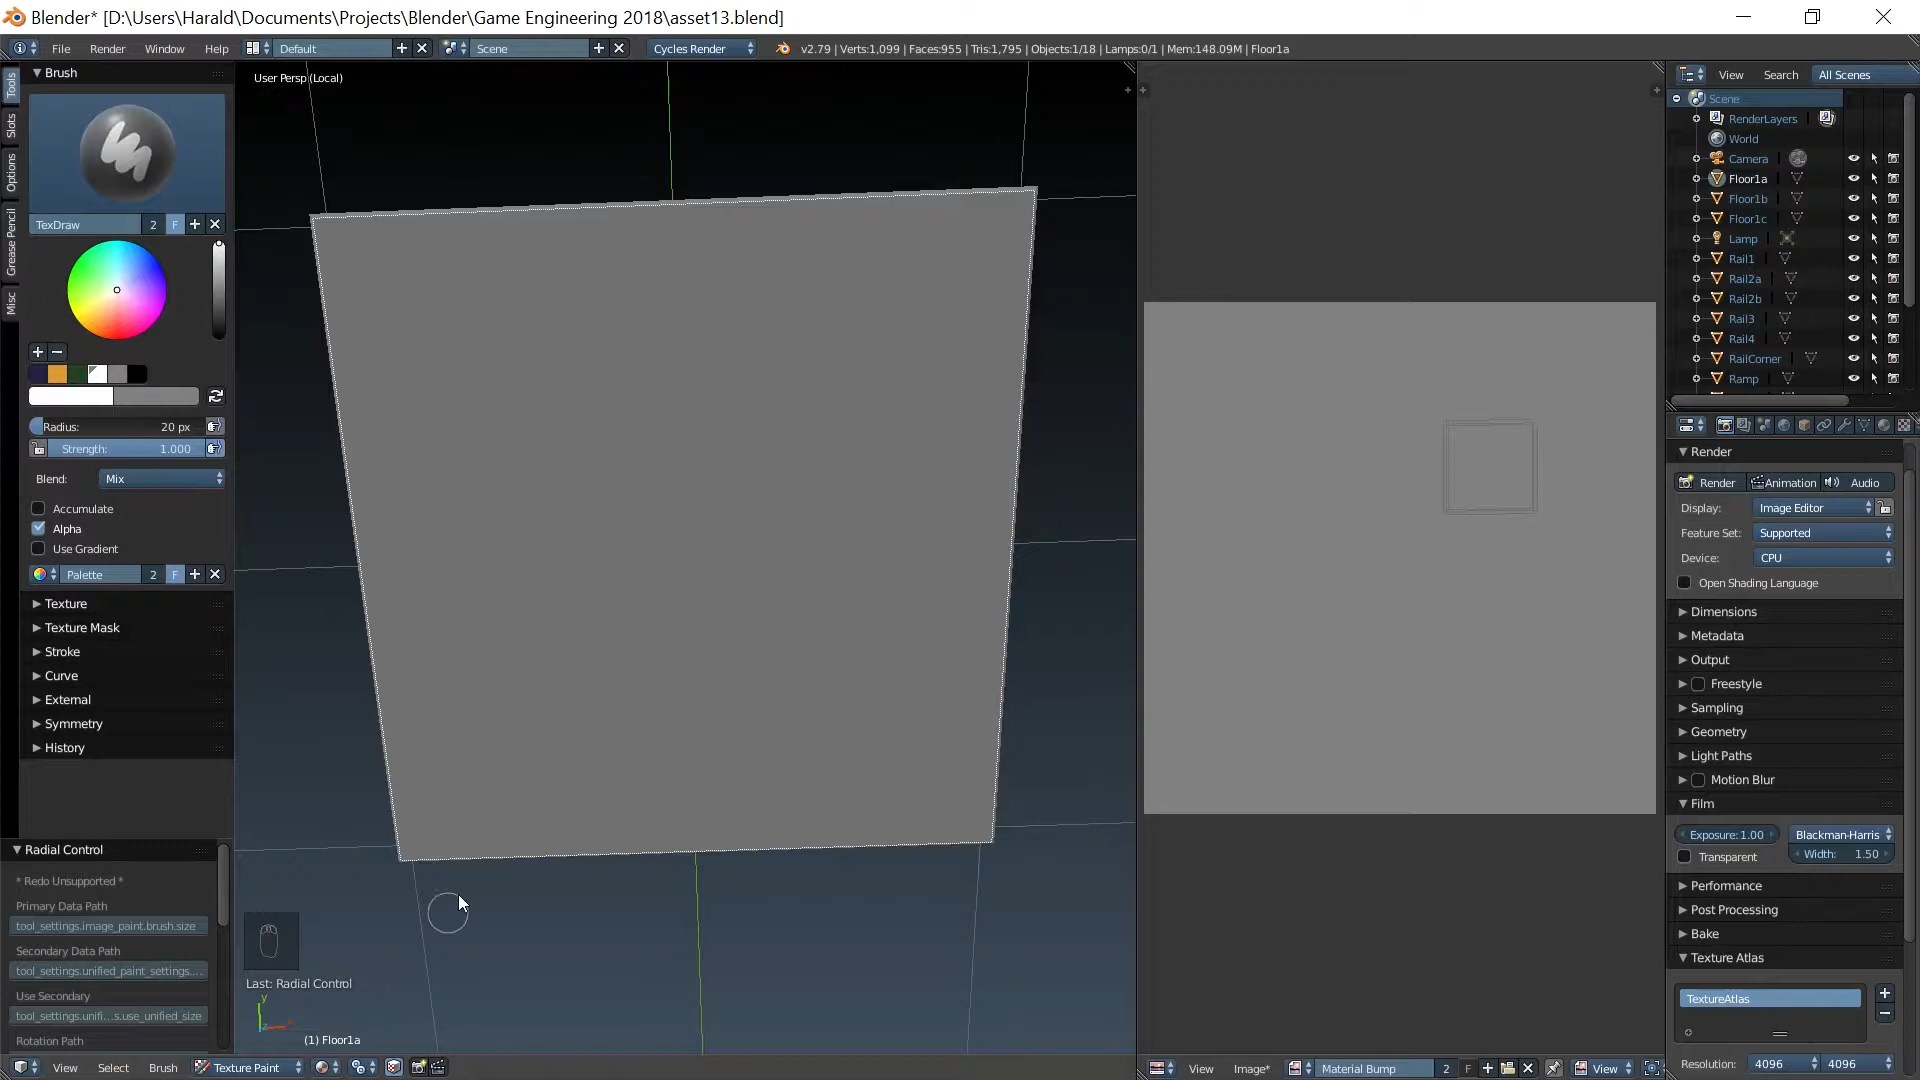 Blender* [D:\Users\Harald\Documents\Projects\Blender\Game Engineering 2018\asset13.blend]
File Render Window Help Default Scene Cycles Render v2.79 | Verts:1,099 | Faces:955 | Tris:1,795 | Objects:1/18 | Lamps:0/1 | Mem:148.09M | Floor1a
Tools
Slots
Options
Grease Pencil
Misc
Brush
TexDraw 2 F
Radius: 20 px
Strength: 1.000
Blend: Mix
Accumulate
Alpha
Use Gradient
Palette 2 F
Texture
Texture Mask
Stroke
Curve
External
Symmetry
History
Radial Control
* Redo Unsupported *
Primary Data Path
tool_settings.image_paint.brush.size
Secondary Data Path
tool_settings.unified_paint_settings....
Use Secondary
tool_settings.unifi...s.use_unified_size
Rotation Path
User Persp (Local)
Last: Radial Control
y
(1) Floor1a
View Select Brush Texture Paint
View Image* Material Bump 2 F View
View Search All Scenes
Scene
RenderLayers
World
Camera
Floor1a
Floor1b
Floor1c
Lamp
Rail1
Rail2a
Rail2b
Rail3
Rail4
RailCorner
Ramp
Render
Render Animation Audio
Display: Image Editor
Feature Set: Supported
Device: CPU
Open Shading Language
Dimensions
Metadata
Output
Freestyle
Sampling
Geometry
Light Paths
Motion Blur
Film
Exposure: 1.00 Blackman-Harris
Transparent Width: 1.50
Performance
Post Processing
Bake
Texture Atlas
TextureAtlas
Resolution: 4096 4096